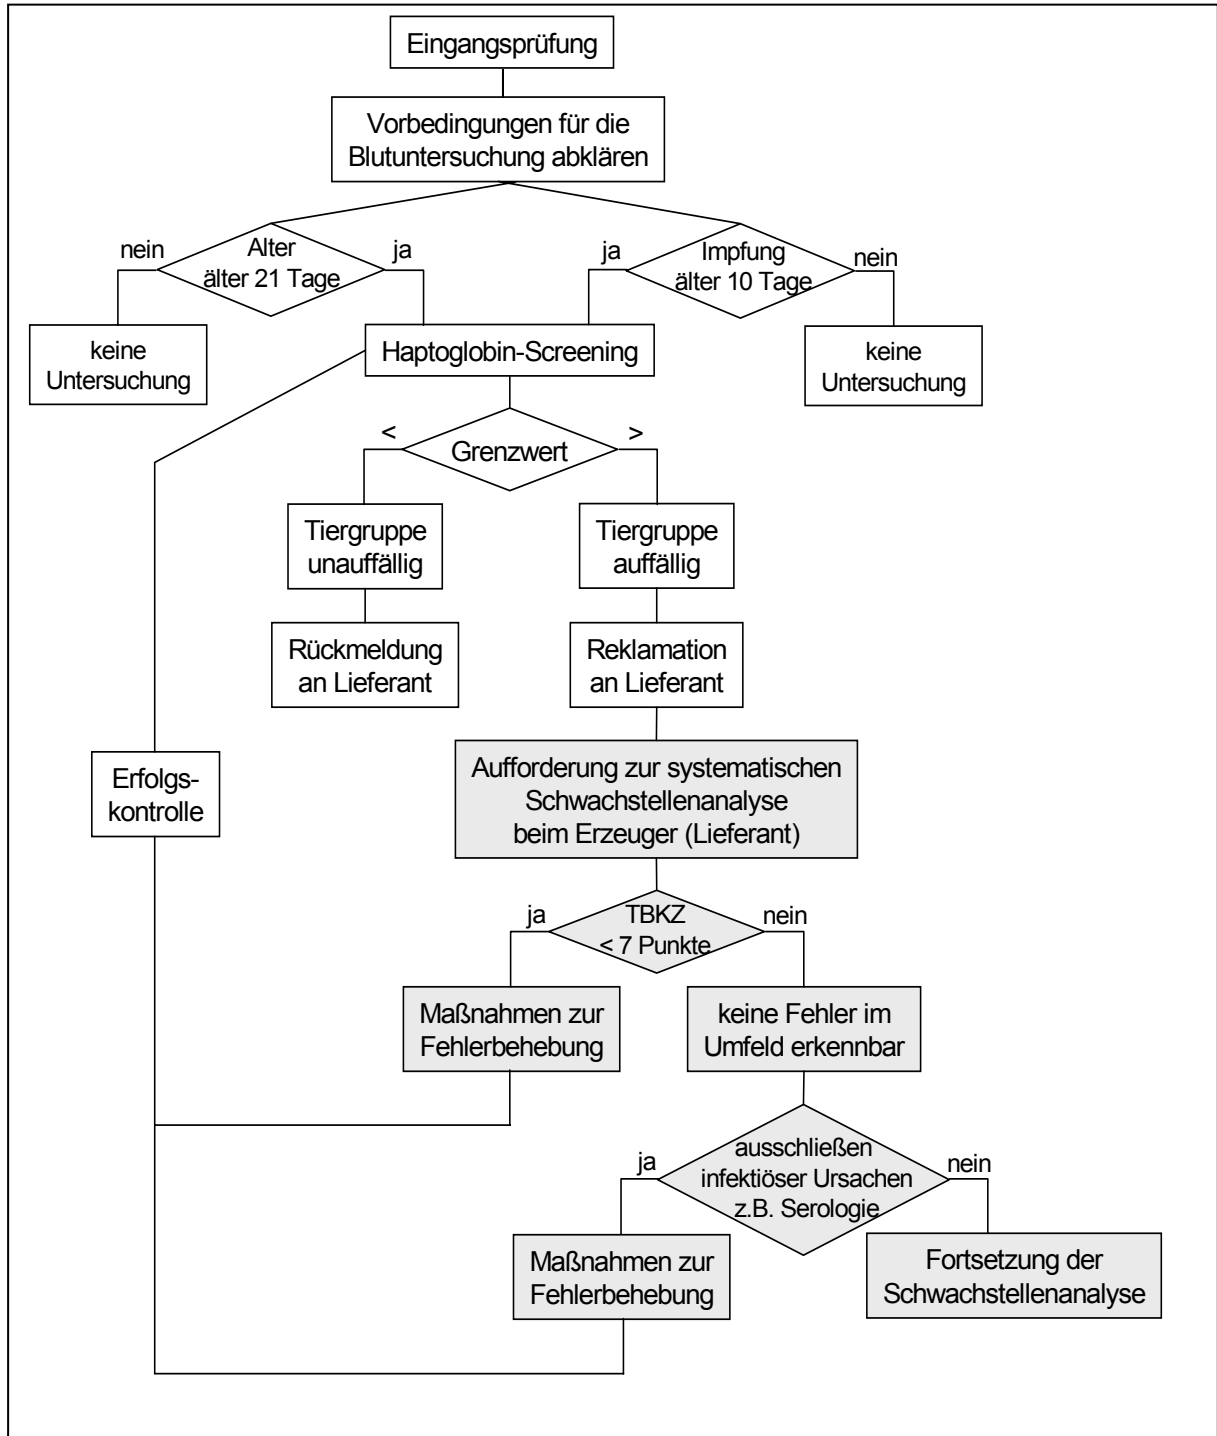 Eingangsprüfung
Vorbedingungen für die
Blutuntersuchung abklären
nein
Alter
älter 21 Tage
ja
ja
Impfung
älter 10 Tage
nein
keine
Untersuchung
Haptoglobin-Screening
keine
Untersuchung
<
Grenzwert
>
Tiergruppe
unauffällig
Tiergruppe
auffällig
Rückmeldung
an Lieferant
Reklamation
an Lieferant
Erfolgs-
kontrolle
Aufforderung zur systematischen
Schwachstellenanalyse
beim Erzeuger (Lieferant)
ja
TBKZ
< 7 Punkte
nein
Maßnahmen zur
Fehlerbehebung
keine Fehler im
Umfeld erkennbar
ja
ausschließen
infektiöser Ursachen
z.B. Serologie
nein
Maßnahmen zur
Fehlerbehebung
Fortsetzung der
Schwachstellenanalyse